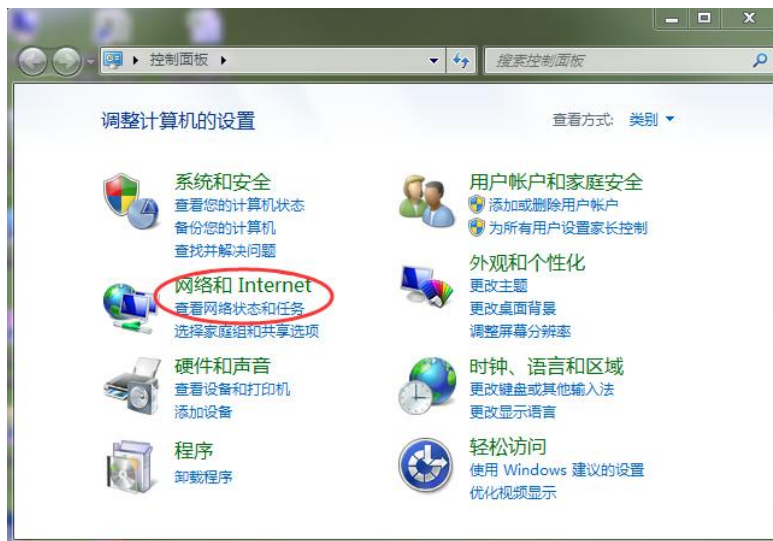 控制面板
搜索控制面板
调整计算机的设置
查看方式: 类别
系统和安全
查看您的计算机状态
备份您的计算机
查找并解决问题
网络和 Internet
查看网络状态和任务
选择家庭组和共享选项
硬件和声音
查看设备和打印机
添加设备
程序
卸载程序
用户帐户和家庭安全
添加或删除用户帐户
为所有用户设置家长控制
外观和个性化
更改主题
更改桌面背景
调整屏幕分辨率
时钟、语言和区域
更改键盘或其他输入法
更改显示语言
轻松访问
使用 Windows 建议的设置
优化视频显示